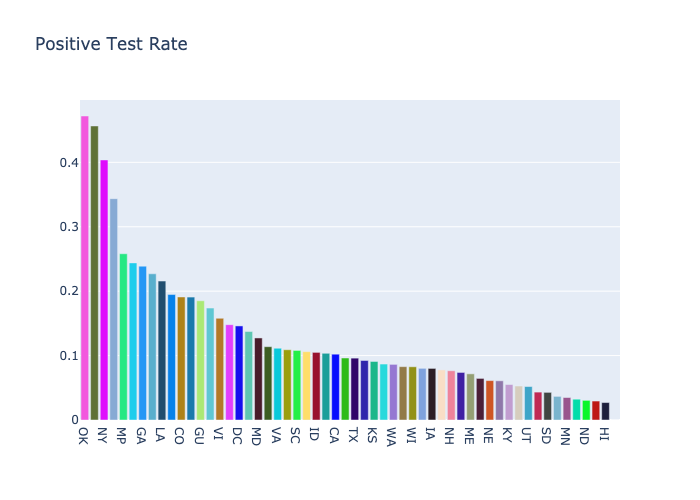 Positive Test Rate
0.4
0.3
0.2
0.1
0
OK NY MP GA LA CO GU VI DC MD VA SC ID CA TX KS WA WI IA NH ME NE KY UT SD MN ND HI